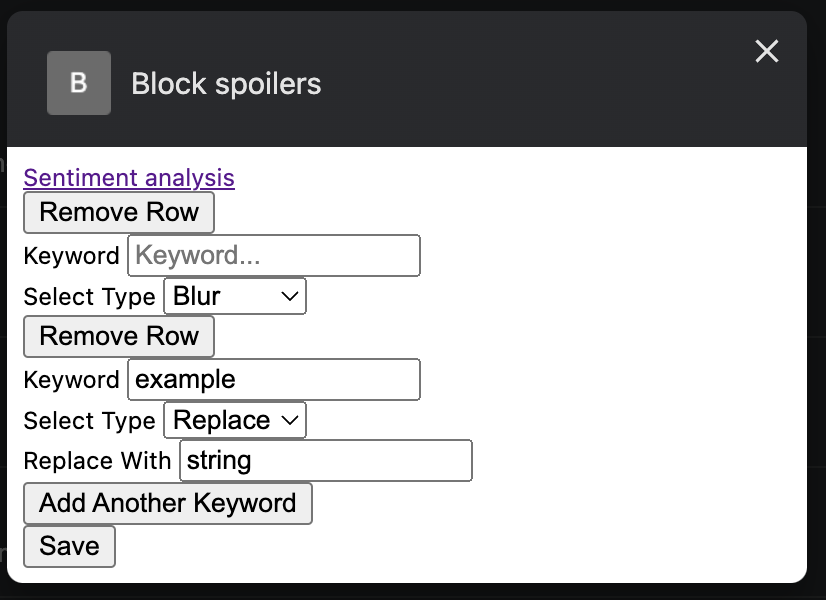 B Block spoilers
Sentiment analysis
Remove Row
Keyword Keyword...
Select Type Blur
Remove Row
Keyword example
Select Type Replace
Replace With string
Add Another Keyword
Save